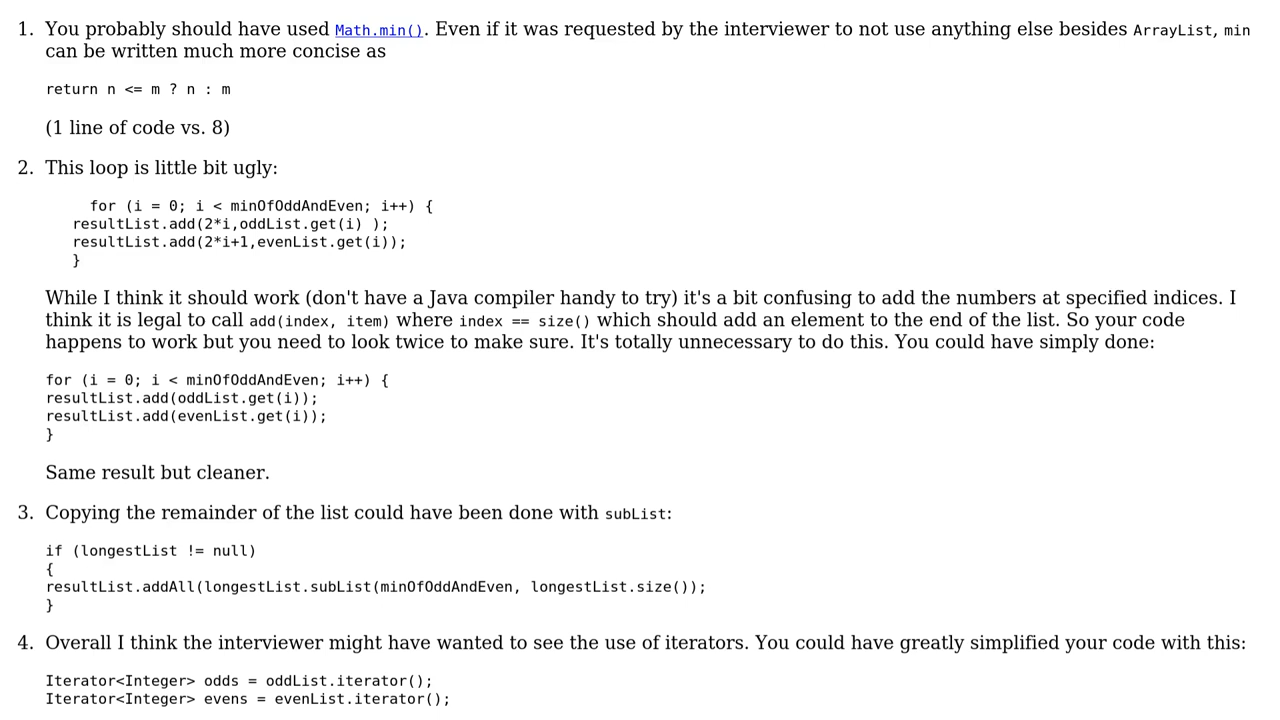 1. You probably should have used Math.min(). Even if it was requested by the interviewer to not use anything else besides ArrayList, min
can be written much more concise as
return n <= m ? n : m
(1 line of code vs. 8)
2. This loop is little bit ugly:
for (i = 0; i < minOfOddAndEven; i++) {
resultList.add(2*i,oddList.get(i) );
resultList.add(2*i+1,evenList.get(i));
}
While I think it should work (don't have a Java compiler handy to try) it's a bit confusing to add the numbers at specified indices. I
think it is legal to call add(index, item) where index == size() which should add an element to the end of the list. So your code
happens to work but you need to look twice to make sure. It's totally unnecessary to do this. You could have simply done:
for (i = 0; i < minOfOddAndEven; i++) {
resultList.add(oddList.get(i));
resultList.add(evenList.get(i));
}
Same result but cleaner.
3. Copying the remainder of the list could have been done with subList:
if (longestList != null)
{
resultList.addAll(longestList.subList(minOfOddAndEven, longestList.size());
}
4. Overall I think the interviewer might have wanted to see the use of iterators. You could have greatly simplified your code with this:
Iterator<Integer> odds = oddList.iterator();
Iterator<Integer> evens = evenList.iterator();